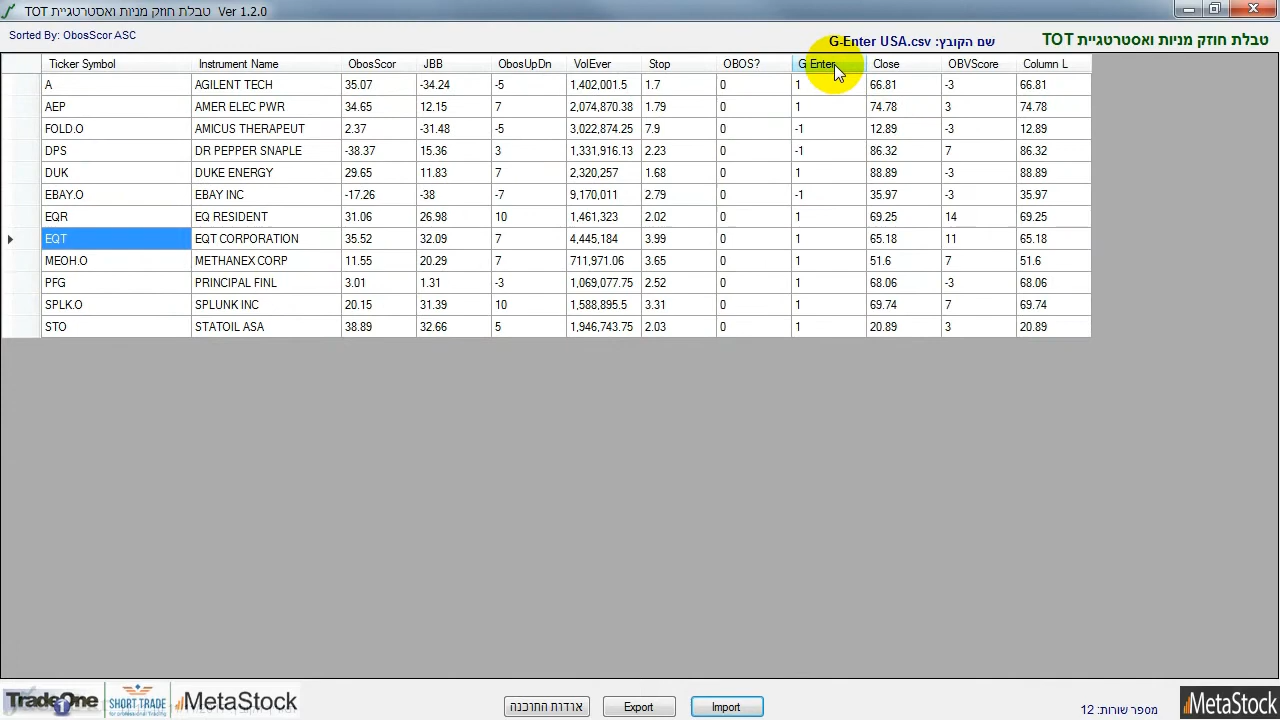 טבלת חוזק מניות ואסטרטגיית TOT Ver 1.2.0
Sorted By: ObosScor ASC
שם הקובץ: G-Enter USA.csv
טבלת חוזק מניות ואסטרטגיית TOT
Ticker Symbol Instrument Name ObosScor JBB ObosUpDn VolEver Stop OBOS? G Enter Close OBVScore Column L
A AGILENT TECH 35.07 -34.24 -5 1,402,001.5 1.7 0 1 66.81 -3 66.81
AEP AMER ELEC PWR 34.65 12.15 7 2,074,870.38 1.79 0 1 74.78 3 74.78
FOLD.O AMICUS THERAPEUT 2.37 -31.48 -5 3,022,874.25 7.9 0 -1 12.89 -3 12.89
DPS DR PEPPER SNAPLE -38.37 15.36 3 1,331,916.13 2.23 0 -1 86.32 7 86.32
DUK DUKE ENERGY 29.65 11.83 7 2,320,257 1.68 0 1 88.89 3 88.89
EBAY.O EBAY INC -17.26 -38 -7 9,170,011 2.79 0 -1 35.97 -3 35.97
EQR EQ RESIDENT 31.06 26.98 10 1,461,323 2.02 0 1 69.25 14 69.25
EQT EQT CORPORATION 35.52 32.09 7 4,445,184 3.99 0 1 65.18 11 65.18
MEOH.O METHANEX CORP 11.55 20.29 7 711,971.06 3.65 0 1 51.6 7 51.6
PFG PRINCIPAL FINL 3.01 1.31 -3 1,069,077.75 2.52 0 1 68.06 -3 68.06
SPLK.O SPLUNK INC 20.15 31.39 10 1,588,895.5 3.31 0 1 69.74 7 69.74
STO STATOIL ASA 38.89 32.66 5 1,946,743.75 2.03 0 1 20.89 3 20.89
TradeOne
1
SHORT TRADE
for professional trading
MetaStock
אודות התוכנה
Export
Import
מספר שורות: 12
MetaStock